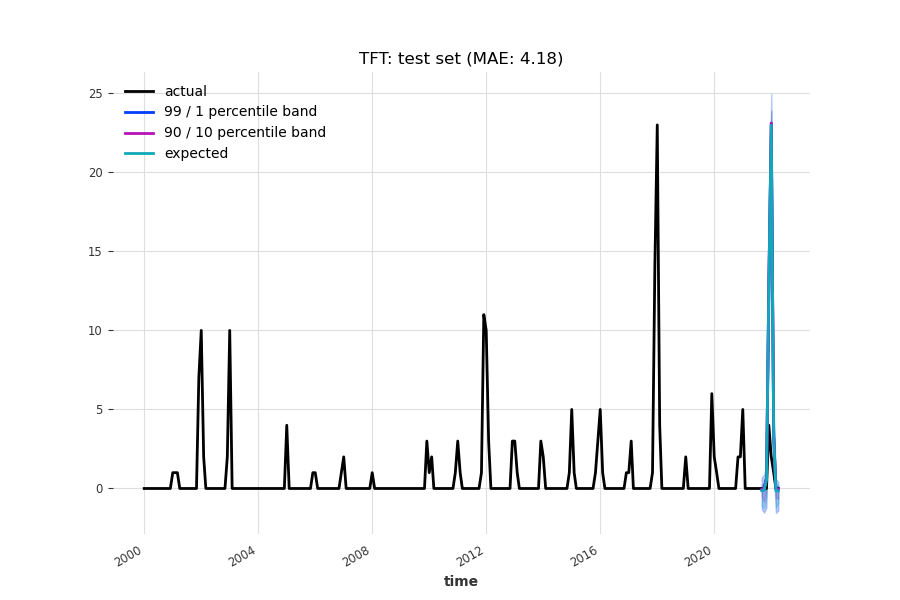 TFT: test set (MAE: 4.18)
actual
99 / 1 percentile band
90 / 10 percentile band
expected
25
20
15
10
5
0
2000
2004
2008
2012
2016
2020
time